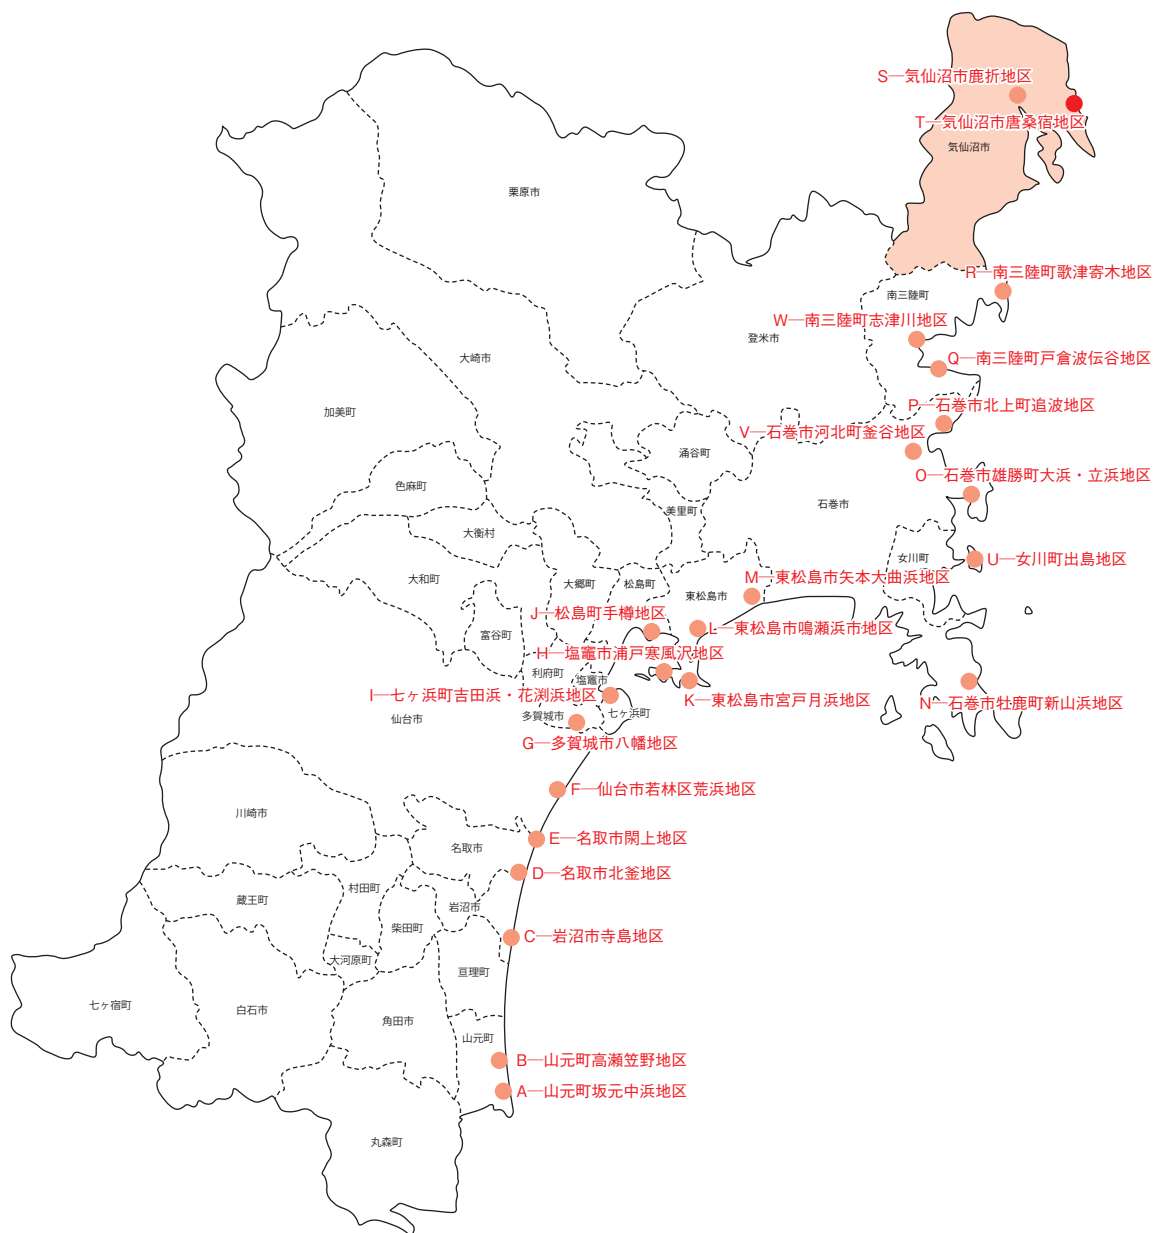 S─気仙沼市鹿折地区
T─気仙沼市唐桑宿地区
気仙沼市
栗原市
R─南三陸町歌津寄木地区
南三陸町
W─南三陸町志津川地区
登米市
大崎市
Q─南三陸町戸倉波伝谷地区
加美町
P─石巻市北上町追波地区
V─石巻市河北町釜谷地区
涌谷町
O─石巻市雄勝町大浜・立浜地区
色麻町
石巻市
美里町
大衡村
女川町
U─女川町出島地区
大和町
大郷町
松島町
M─東松島市矢本大曲浜地区
東松島市
J─松島町手樽地区
L─東松島市鳴瀬浜市地区
富谷町
H─塩竈市浦戸寒風沢地区
利府町
塩竈市
I─七ヶ浜町吉田浜・花渕浜地区
K─東松島市宮戸月浜地区
N─石巻市牡鹿町新山浜地区
仙台市
多賀城市
七ヶ浜町
G─多賀城市八幡地区
F─仙台市若林区荒浜地区
川崎市
E─名取市閖上地区
名取市
D─名取市北釜地区
村田町
蔵王町
岩沼市
柴田町
C─岩沼市寺島地区
大河原町
亘理町
七ヶ宿町
白石市
角田市
山元町
B─山元町高瀬笠野地区
A─山元町坂元中浜地区
丸森町